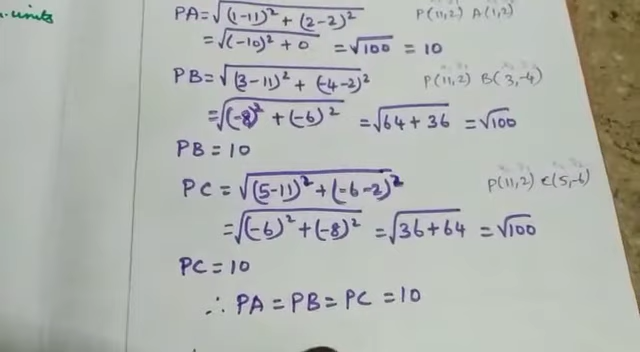 -units
PA=√(1-11)² + (2-2)² P(11,2) A(1,2)
=√(-10)² + 0 = √100 = 10
PB=√(3-11)² + (-4-2)² P(11,2) B(3,-4)
=√(-8)² + (-6)² = √64+36 = √100
PB = 10
PC = √(5-11)² + (-6-2)² P(11,2) C(5,-6)
=√(-6)² + (-8)² = √36+64 = √100
PC = 10
∴ PA = PB = PC = 10